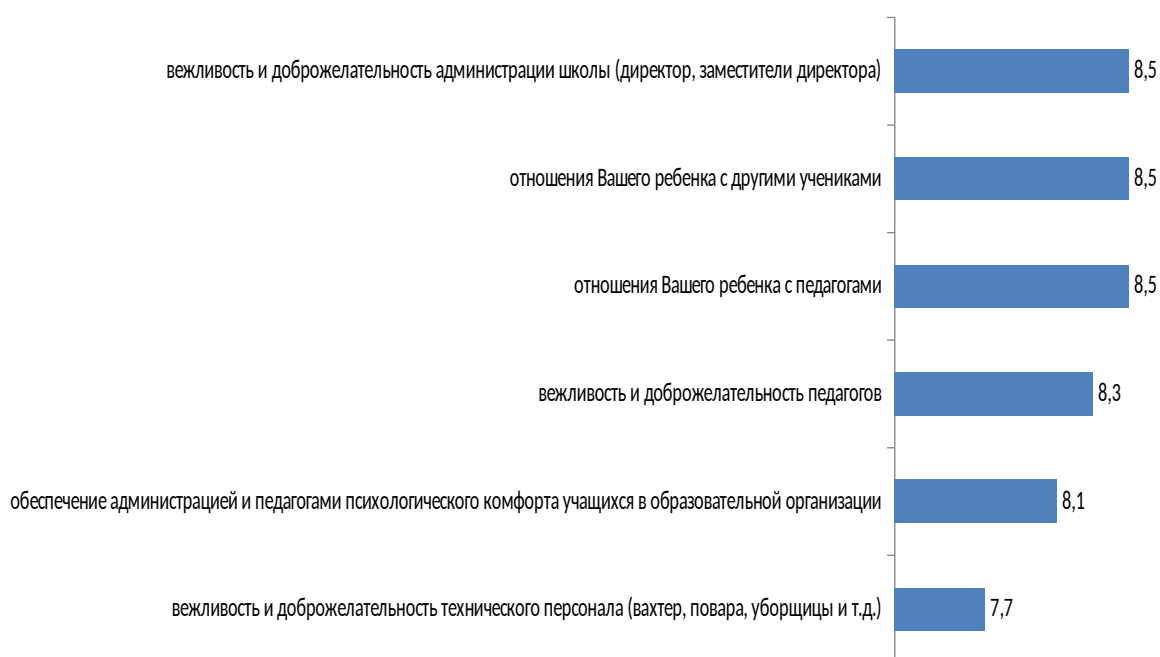 вежливость и доброжелательность администрации школы (директор, заместители директора) 8,5
отношения Вашего ребенка с другими учениками 8,5
отношения Вашего ребенка с педагогами 8,5
вежливость и доброжелательность педагогов 8,3
обеспечение администрацией и педагогами психологического комфорта учащихся в образовательной организации 8,1
вежливость и доброжелательность технического персонала (вахтер, повара, уборщицы и т.д.) 7,7